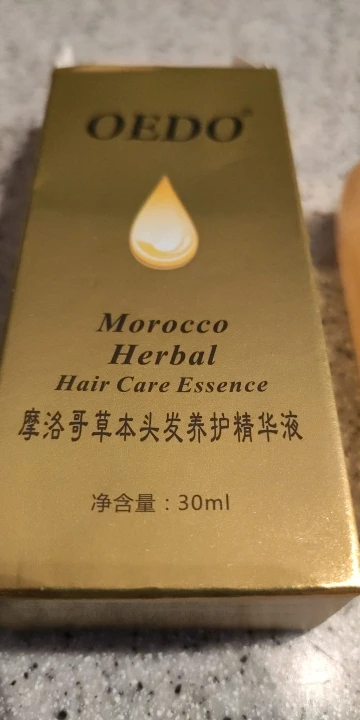 OEDO®
Morocco
Herbal
Hair Care Essence
摩洛哥草本头发养护精华液
净含量：30ml